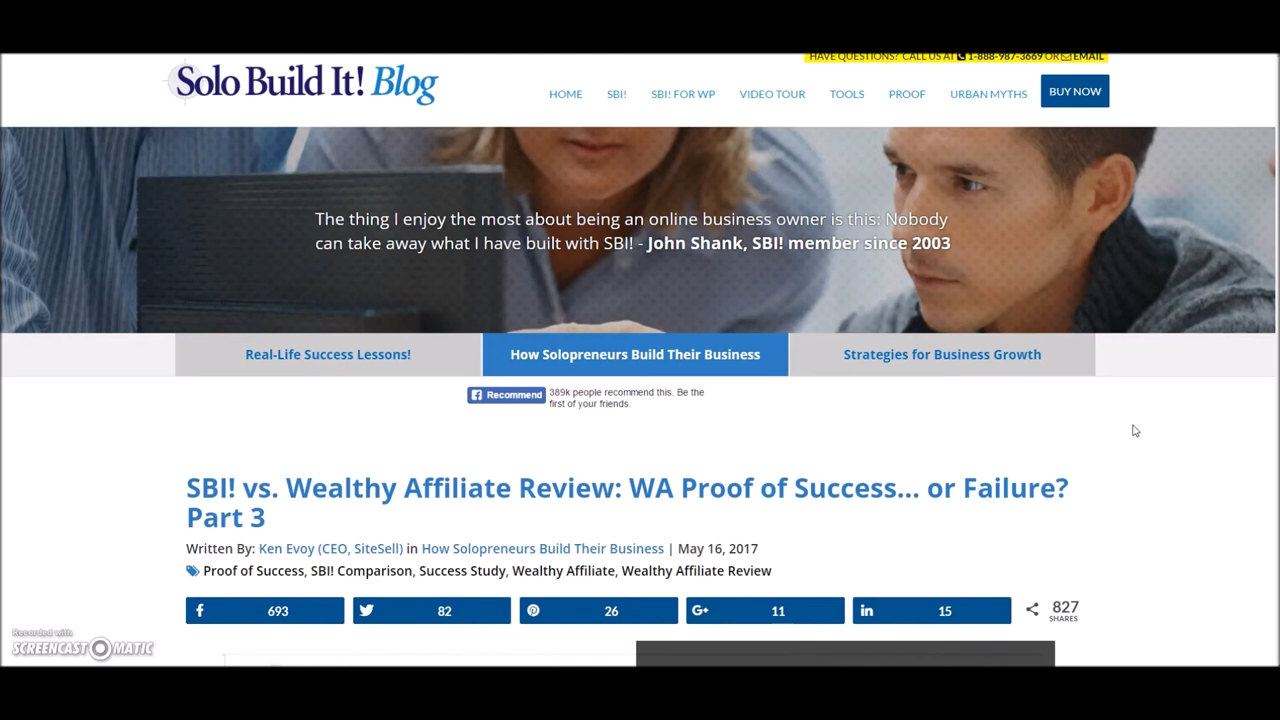 HAVE QUESTIONS? CALL US AT 1-888-987-3669 OR EMAIL
Solo Build It! Blog
HOME SBI! SBI! FOR WP VIDEO TOUR TOOLS PROOF URBAN MYTHS BUY NOW
The thing I enjoy the most about being an online business owner is this: Nobody
can take away what I have built with SBI! - John Shank, SBI! member since 2003
Real-Life Success Lessons! How Solopreneurs Build Their Business Strategies for Business Growth
Recommend 389k people recommend this. Be the
first of your friends.
SBI! vs. Wealthy Affiliate Review: WA Proof of Success... or Failure?
Part 3
Written By: Ken Evoy (CEO, SiteSell) in How Solopreneurs Build Their Business | May 16, 2017
Proof of Success, SBI! Comparison, Success Study, Wealthy Affiliate, Wealthy Affiliate Review
693 82 26 G+ 11 in 15 827
SHARES
Recorded with
SCREENCAST-O-MATIC